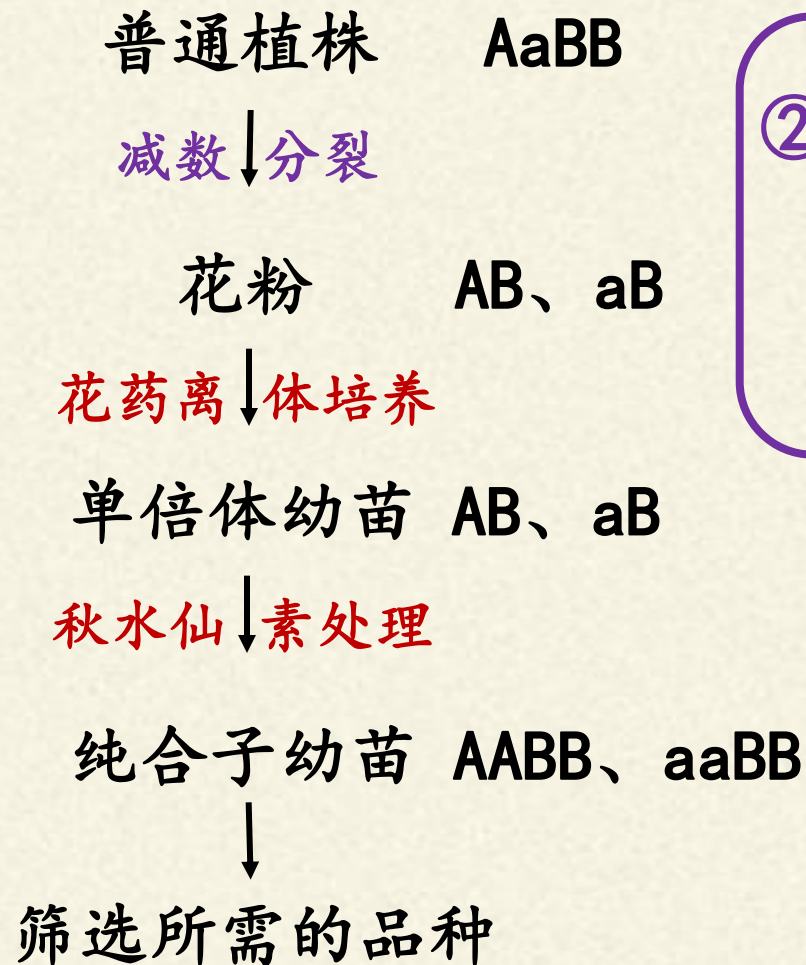 普通植株 AaBB
②
减数分裂
花粉 AB、aB
花药离体培养
单倍体幼苗 AB、aB
秋水仙素处理
纯合子幼苗 AABB、aaBB
筛选所需的品种